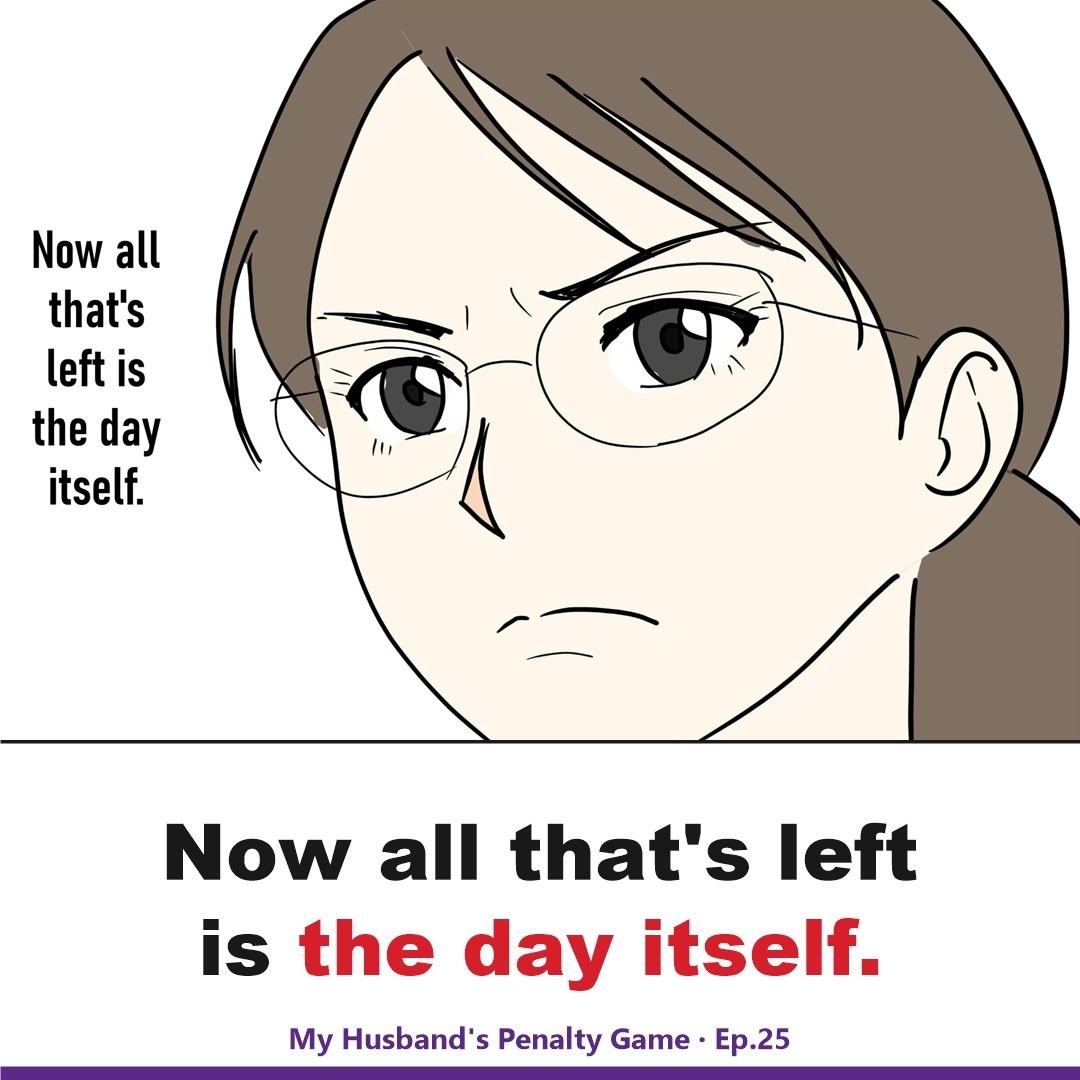 Now all
that's
left is
the day
itself.
Now all that's left
is the day itself.
My Husband's Penalty Game · Ep.25